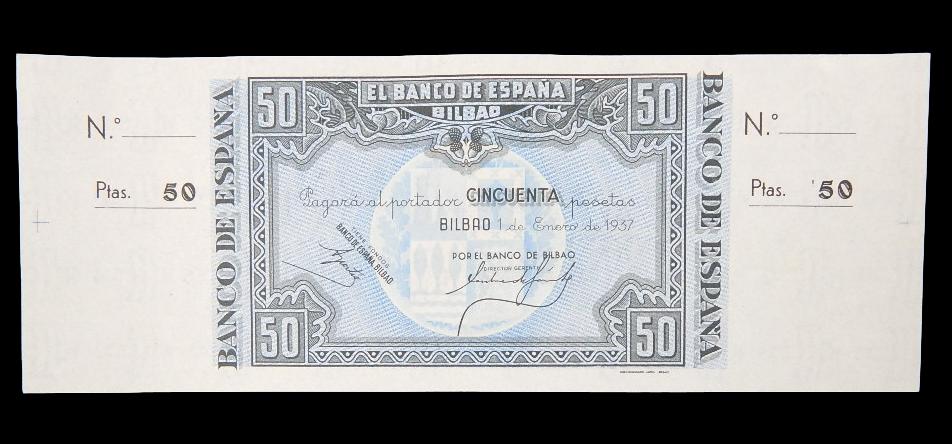 N.º
Ptas. 50
BANCO DE ESPAÑA
50
EL BANCO DE ESPAÑA
BILBAO
50
Pagará al portador CINCUENTA pesetas
BILBAO 1 de Enero de 1937
BANCO DE ESPAÑA. BILBAO
POR EL BANCO DE BILBAO
DIRECTOR GERENTE
50
50
BANCO DE ESPAÑA
N.º
Ptas. 50